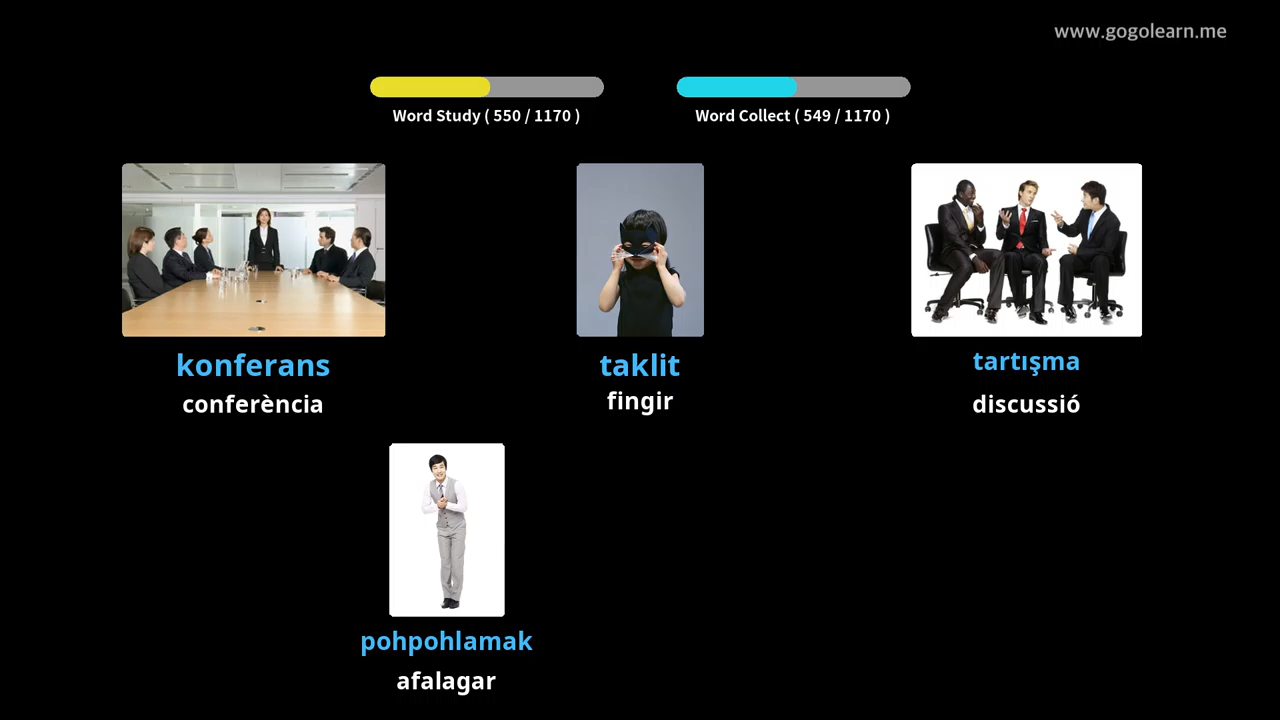 www.gogolearn.me
Word Study ( 550 / 1170 )
Word Collect ( 549 / 1170 )
konferans
conferència
taklit
fingir
tartışma
discussió
pohpohlamak
afalagar